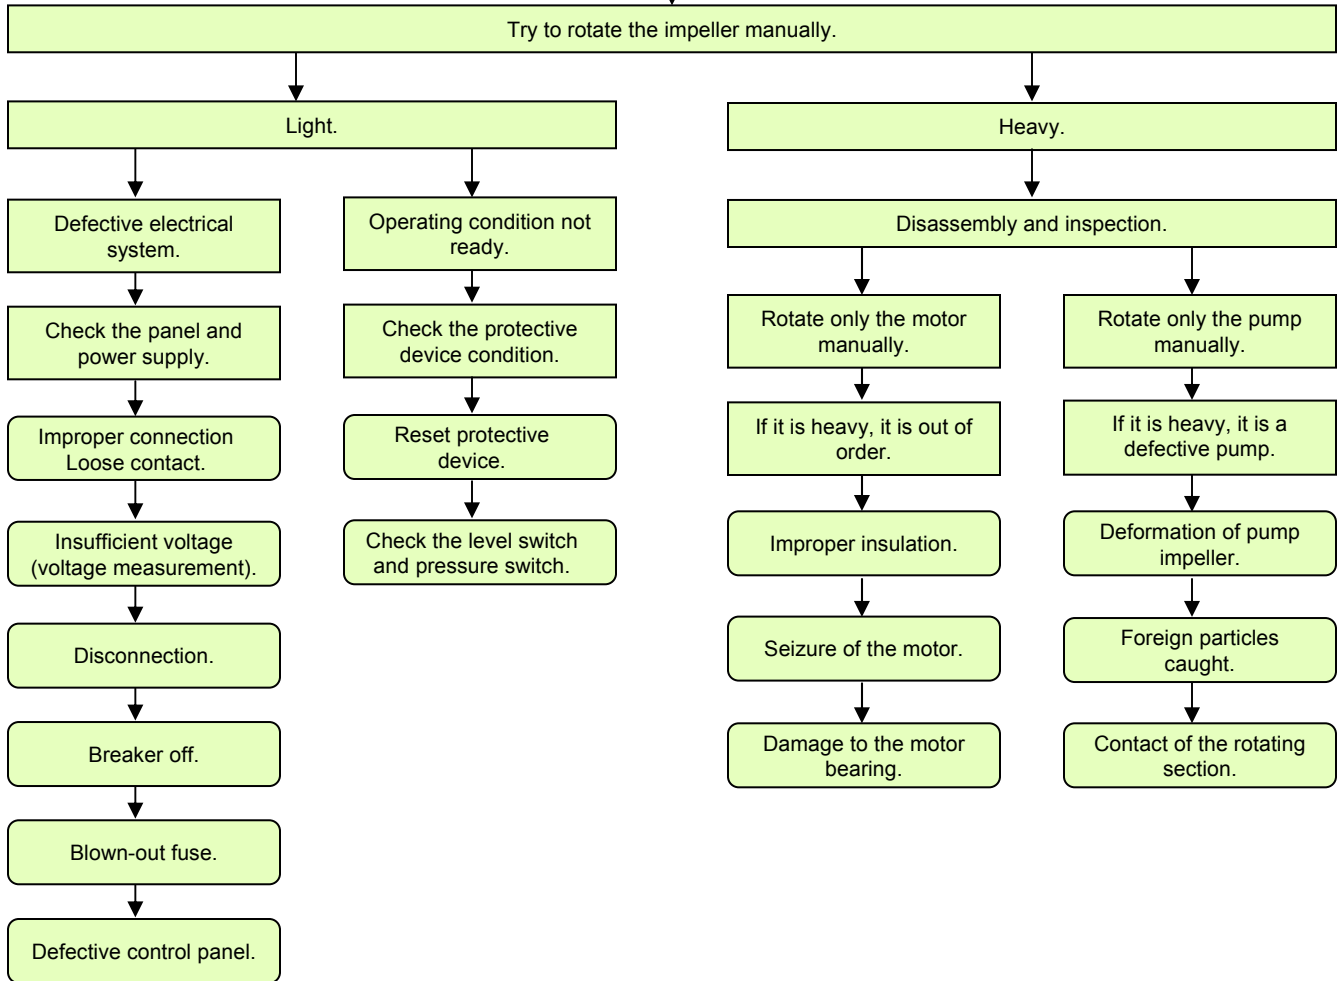 Try to rotate the impeller manually.
Light.
Heavy.
Defective electrical
system.
Operating condition not
ready.
Disassembly and inspection.
Check the panel and
power supply.
Check the protective
device condition.
Rotate only the motor
manually.
Rotate only the pump
manually.
Improper connection
Loose contact.
Reset protective
device.
If it is heavy, it is out of
order.
If it is heavy, it is a
defective pump.
Insufficient voltage
(voltage measurement).
Check the level switch
and pressure switch.
Improper insulation.
Deformation of pump
impeller.
Disconnection.
Seizure of the motor.
Foreign particles
caught.
Breaker off.
Damage to the motor
bearing.
Contact of the rotating
section.
Blown-out fuse.
Defective control panel.